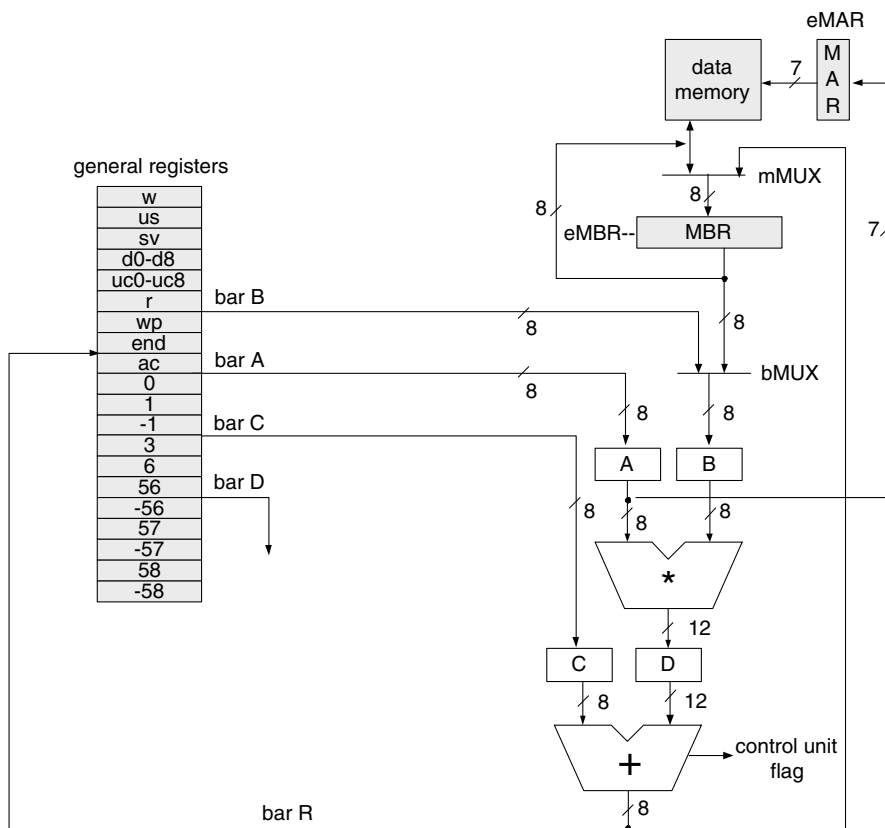 eMAR
M
A
R
data
memory
7
general registers
mMUX
8
8
7
eMBR--
MBR
w
us
sv
d0-d8
uc0-uc8
r
wp
end
ac
0
1
-1
3
6
56
-56
57
-57
58
-58
bar B
8
8
bar A
8
bMUX
8
8
bar C
A
B
bar D
8
8
8
*
12
C
D
8
12
+
control unit
flag
bar R
8